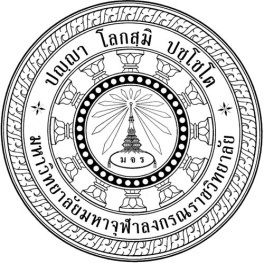 ปญฺญา โลกสฺมิ ปชฺโชโต
ม จ ร
มหาวิทยาลัยมหาจุฬาลงกรณราชวิทยาลัย